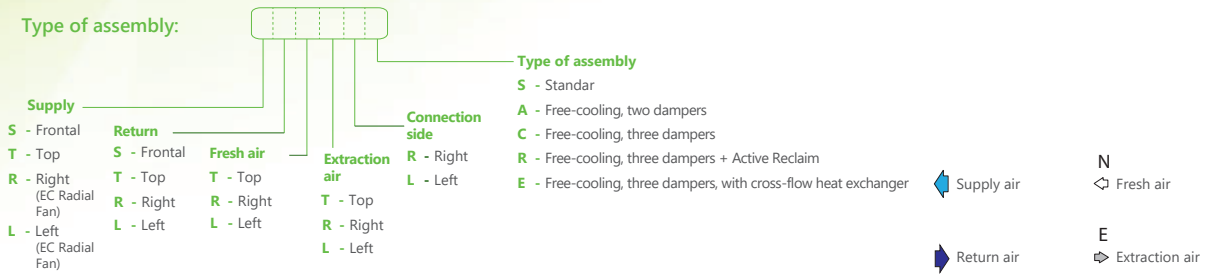 Type of assembly:
Supply
S - Frontal
T - Top
R - Right
(EC Radial
Fan)
L - Left
(EC Radial
Fan)
Return
S - Frontal
T - Top
R - Right
L - Left
Fresh air
T - Top
R - Right
L - Left
Extraction
air
T - Top
R - Right
L - Left
Connection
side
R - Right
L - Left
Type of assembly
S - Standar
A - Free-cooling, two dampers
C - Free-cooling, three dampers
R - Free-cooling, three dampers + Active Reclaim
E - Free-cooling, three dampers, with cross-flow heat exchanger
Supply air
N
Fresh air
Return air
E
Extraction air